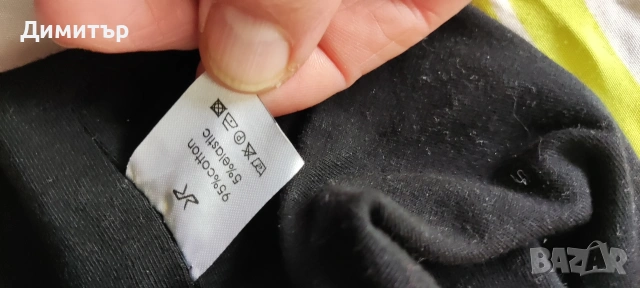 Димитър
95%cotton
5%elastic
P
BAZAR